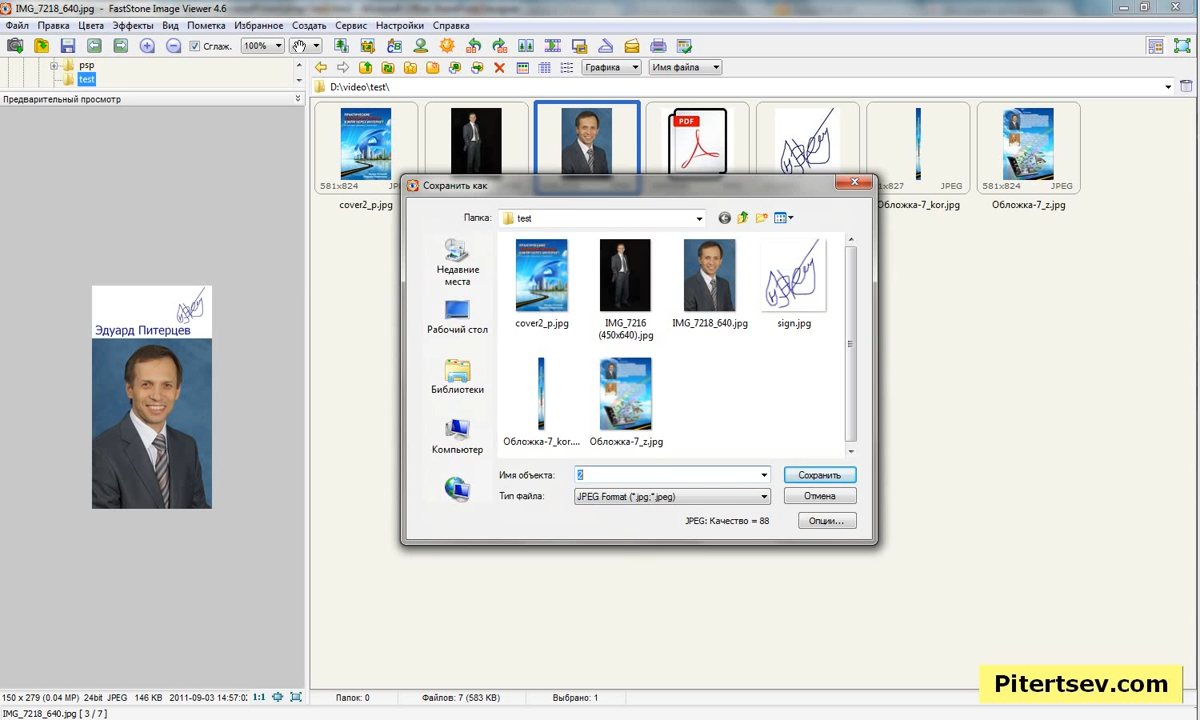 IMG_7218_640.jpg - FastStone Image Viewer 4.6
Файл Правка Цвета Эффекты Вид Пометка Избранное Создать Сервис Настройки Справка
Сглаж. 100%
psp
test
Графика Имя файла
Предварительный просмотр
D:\video\test\
PDF
581x824
827 JPEG
581x824 JPEG
cover2_p.jpg
Обложка-7_kor.jpg
Обложка-7_z.jpg
Сохранить как
Папка: test
Недавние места
Рабочий стол
Библиотеки
Компьютер
cover2_p.jpg
IMG_7216 (450x640).jpg
IMG_7218_640.jpg
sign.jpg
Обложка-7_kor....
Обложка-7_z.jpg
Имя объекта: 2
Сохранить
Тип файла: JPEG Format (*.jpg;*.jpeg)
Отмена
JPEG: Качество = 88
Опции...
Эдуард Питерцев
150 x 279 (0.04 MP) 24bit JPEG 146 KB 2011-09-03 14:57:02 1:1
Папок: 0
Файлов: 7 (583 KB)
Выбрано: 1
IMG_7218_640.jpg [ 3 / 7 ]
Pitertsev.com